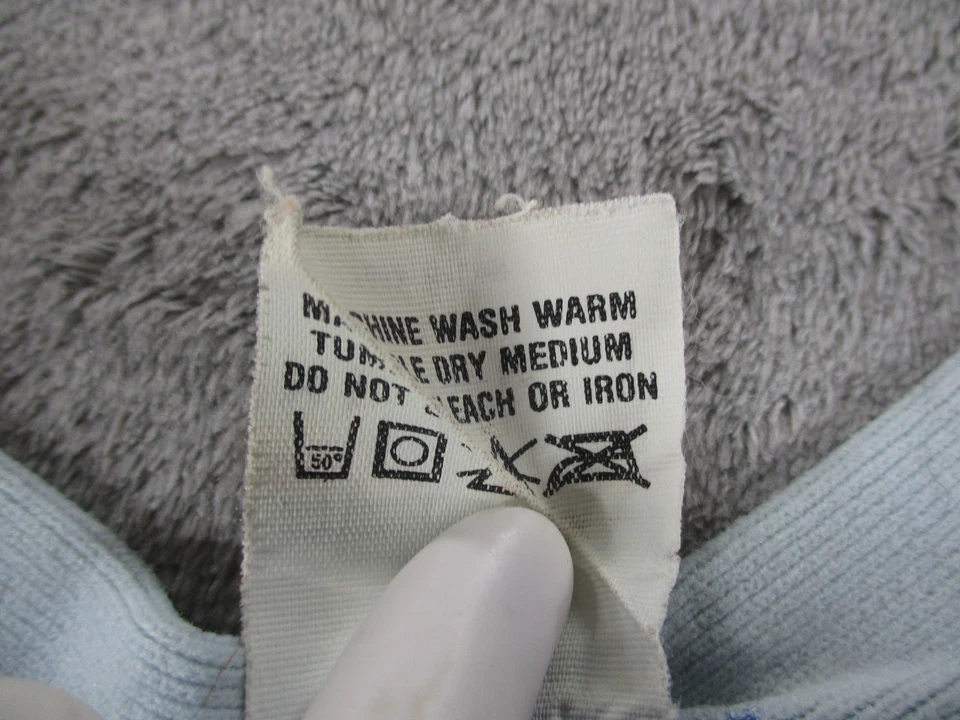 MACHINE WASH WARM
TUMBLE DRY MEDIUM
DO NOT BLEACH OR IRON
50°